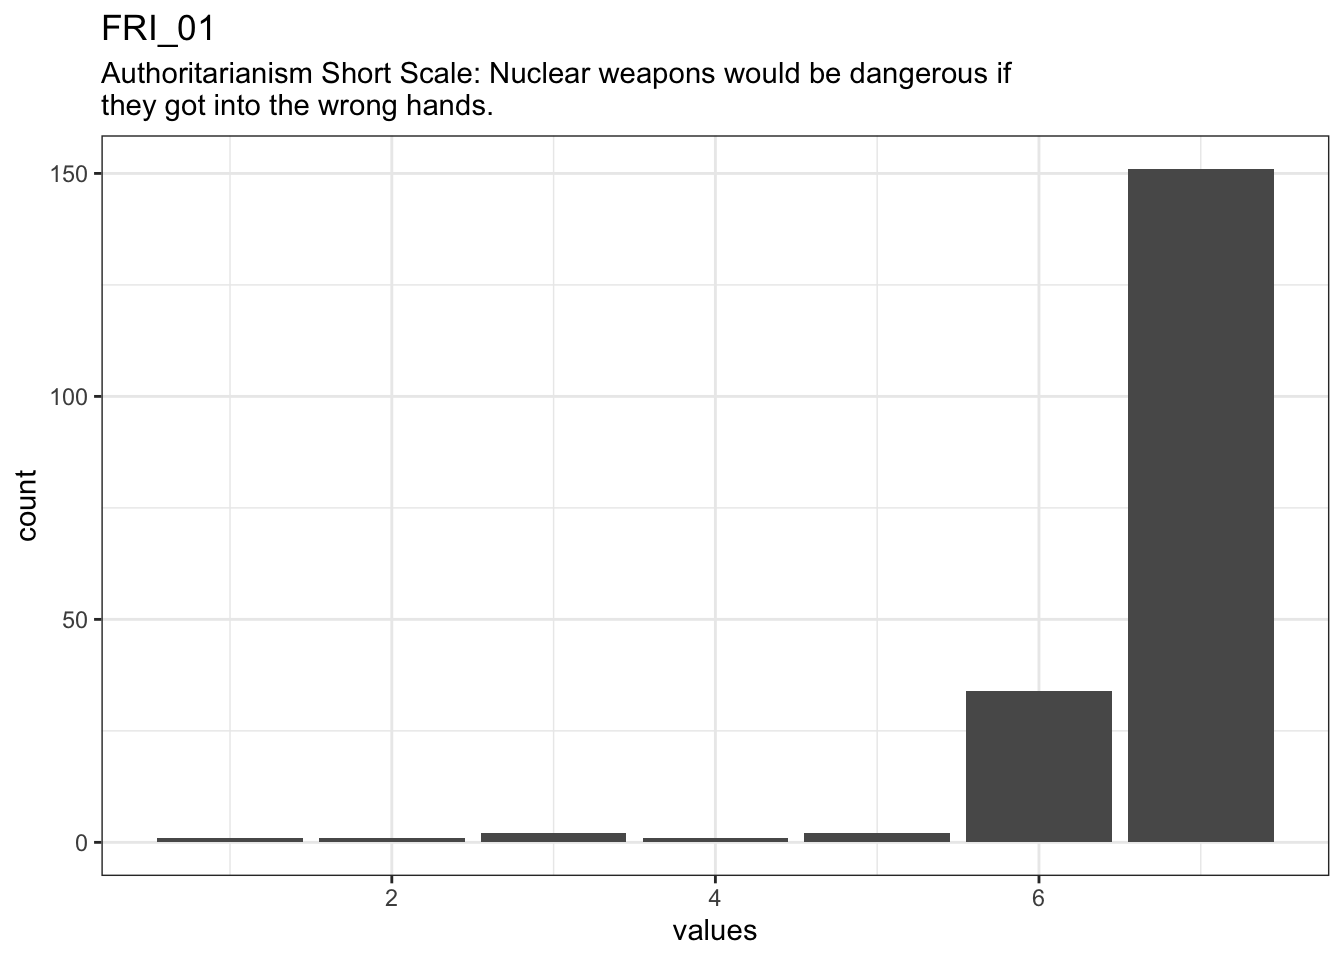 FRI_01
Authoritarianism Short Scale: Nuclear weapons would be dangerous if
they got into the wrong hands.
150
100
50
0
count
2 4 6
values